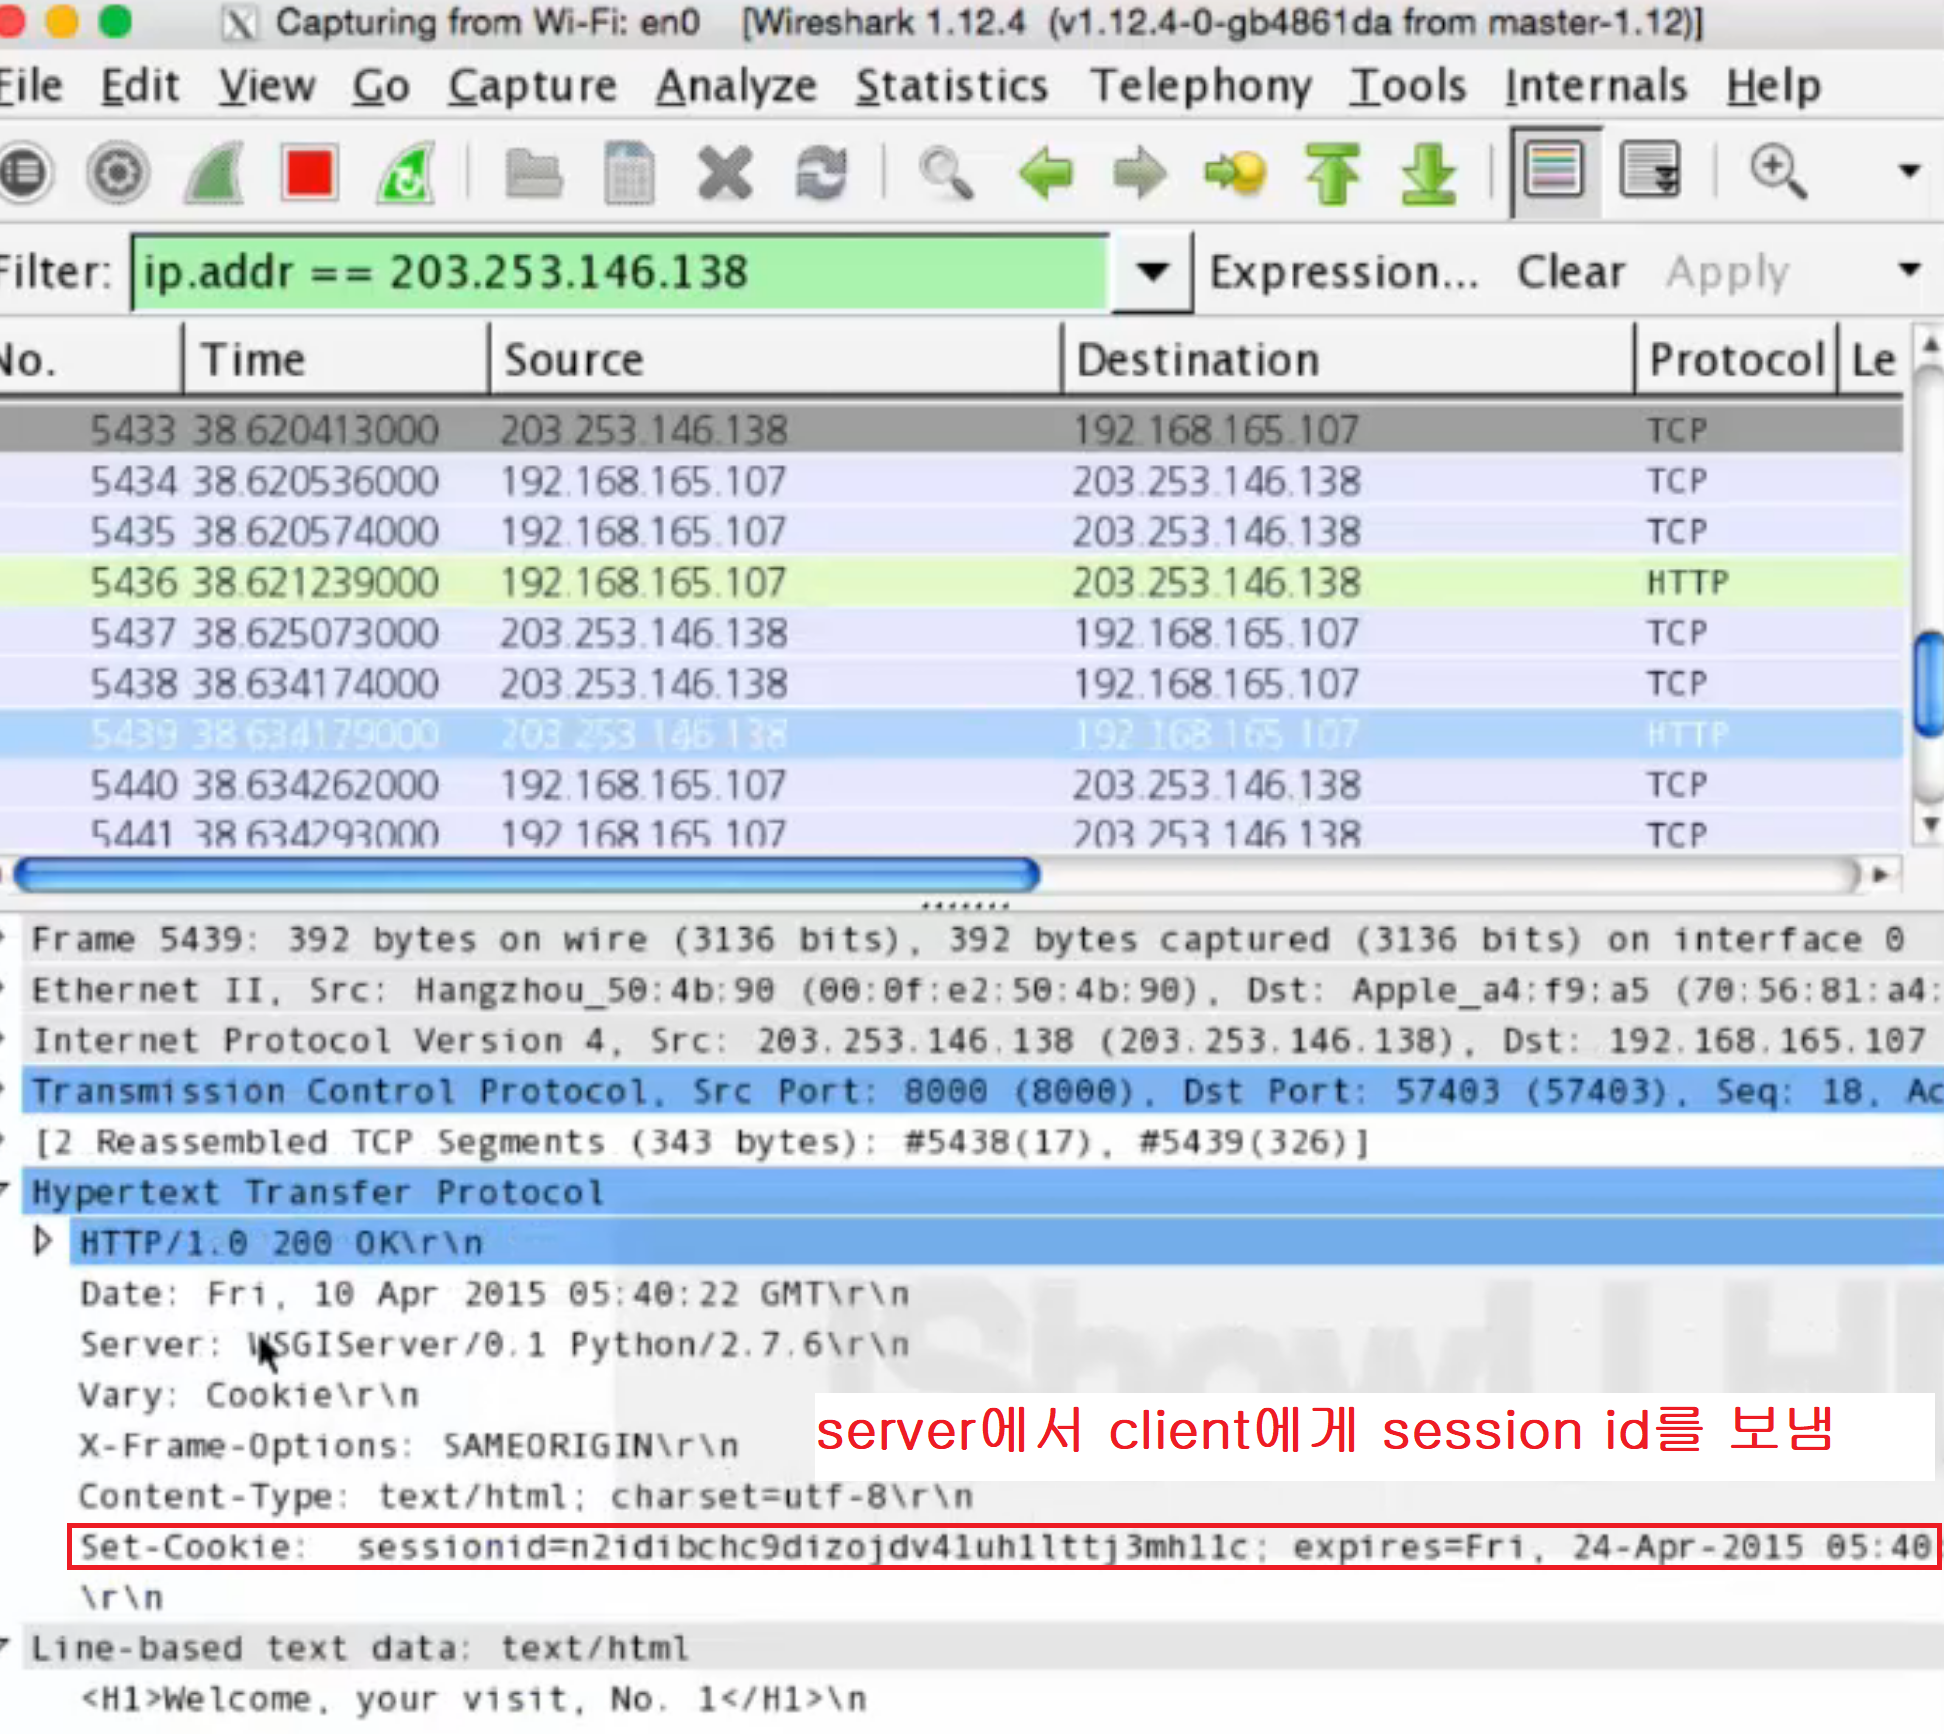 Capturing from Wi-Fi: en0 [Wireshark 1.12.4 (v1.12.4-0-gb4861da from master-1.12)]
File Edit View Go Capture Analyze Statistics Telephony Tools Internals Help
Filter: ip.addr == 203.253.146.138 Expression... Clear Apply
No. Time Source Destination Protocol Le
5433 38.620413000 203.253.146.138 192.168.165.107 TCP
5434 38.620536000 192.168.165.107 203.253.146.138 TCP
5435 38.620574000 192.168.165.107 203.253.146.138 TCP
5436 38.621239000 192.168.165.107 203.253.146.138 HTTP
5437 38.625073000 203.253.146.138 192.168.165.107 TCP
5438 38.634174000 203.253.146.138 192.168.165.107 TCP
5439 38.634179000 203.253.146.138 192.168.165.107 HTTP
5440 38.634262000 192.168.165.107 203.253.146.138 TCP
5441 38.634293000 192.168.165.107 203.253.146.138 TCP
Frame 5439: 392 bytes on wire (3136 bits), 392 bytes captured (3136 bits) on interface 0
Ethernet II, Src: Hangzhou_50:4b:90 (00:0f:e2:50:4b:90), Dst: Apple_a4:f9:a5 (70:56:81:a4:
Internet Protocol Version 4, Src: 203.253.146.138 (203.253.146.138), Dst: 192.168.165.107
Transmission Control Protocol, Src Port: 8000 (8000), Dst Port: 57403 (57403), Seq: 18, Ac
[2 Reassembled TCP Segments (343 bytes): #5438(17), #5439(326)]
Hypertext Transfer Protocol
HTTP/1.0 200 OK\r\n
Date: Fri, 10 Apr 2015 05:40:22 GMT\r\n
Server: WSGIServer/0.1 Python/2.7.6\r\n
Vary: Cookie\r\n
X-Frame-Options: SAMEORIGIN\r\n
server에서 client에게 session id를 보냄
Content-Type: text/html; charset=utf-8\r\n
Set-Cookie: sessionid=n2idibchc9dizojdv4luh1lttj3mh11c; expires=Fri, 24-Apr-2015 05:40
\r\n
Line-based text data: text/html
<H1>Welcome, your visit, No. 1</H1>\n